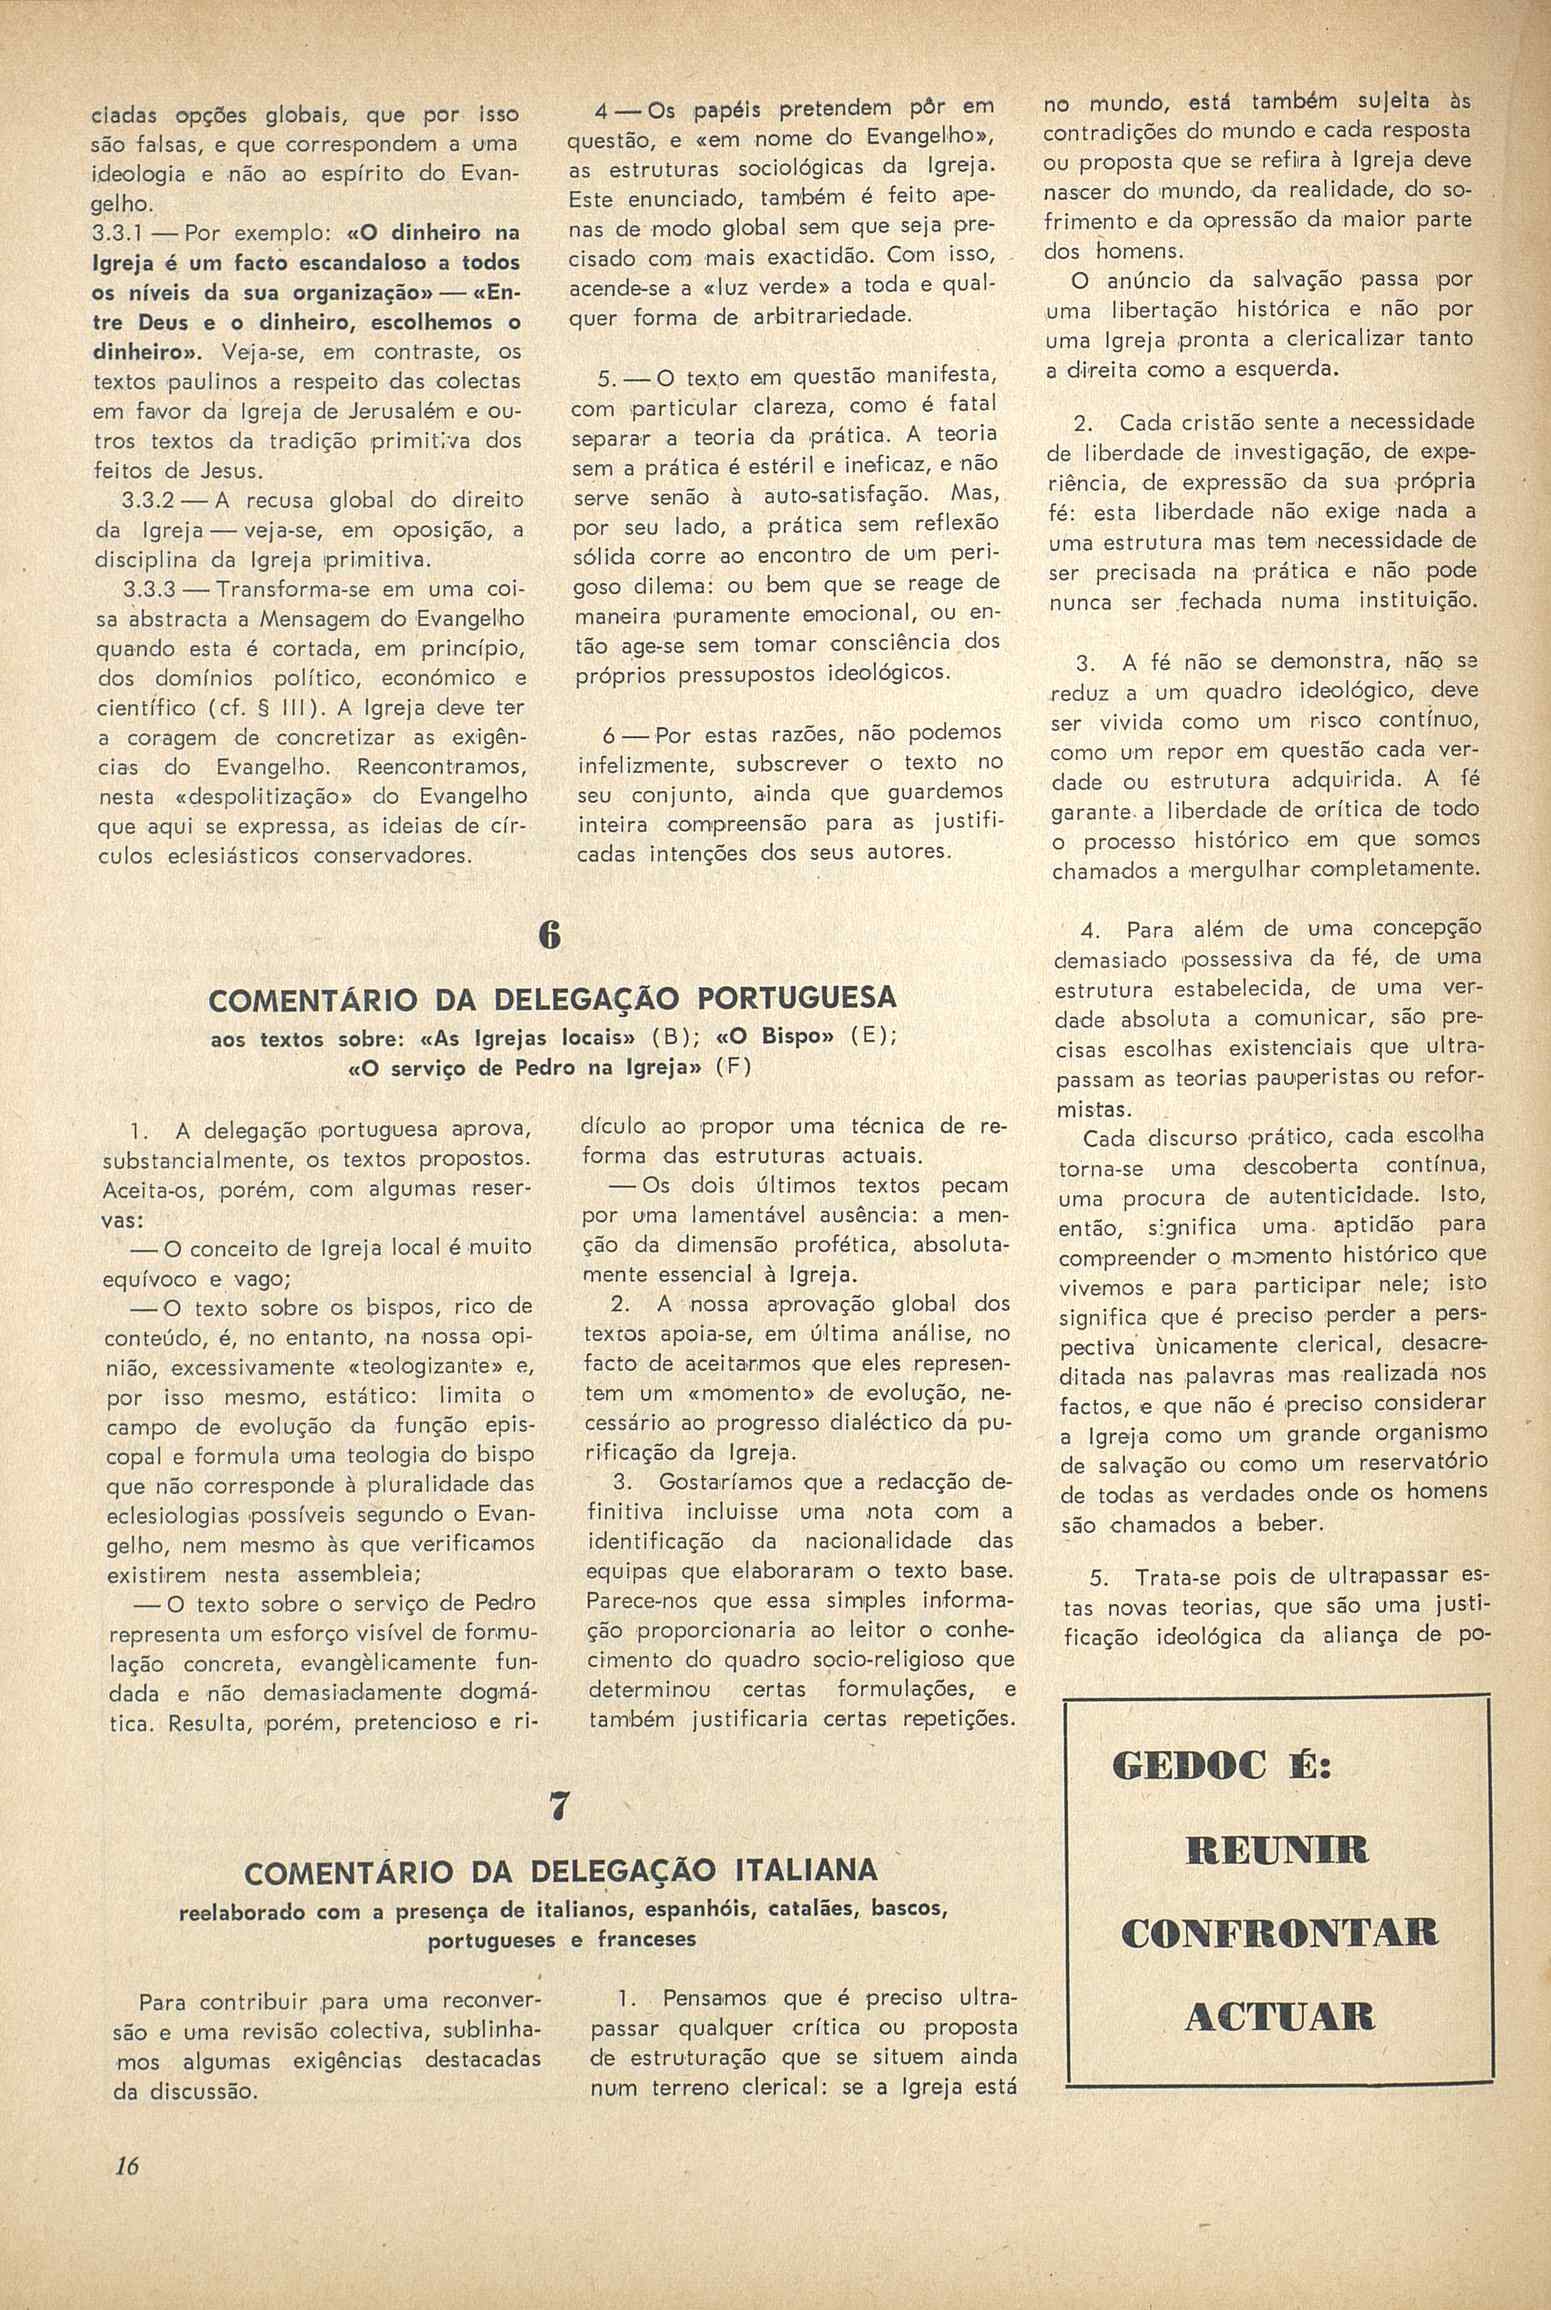 ciadas opções globais, que por isso
são falsas, e que correspondem a uma
ideologia e não ao espírito do Evan-
gelho.
3.3.1 — Por exemplo: «O dinheiro na
Igreja é um facto escandaloso a todos
os níveis da sua organização» — «En-
tre Deus e o dinheiro, escolhemos o
dinheiro». Veja-se, em contraste, os
textos paulinos a respeito das colectas
em favor da Igreja de Jerusalém e ou-
tros textos da tradição primitiva dos
feitos de Jesus.
3.3.2 — A recusa global do direito
da Igreja — veja-se, em oposição, a
disciplina da Igreja primitiva.
3.3.3 — Transforma-se em uma coi-
sa abstracta a Mensagem do Evangelho
quando esta é cortada, em princípio,
dos domínios político, económico e
científico (cf. § III). A Igreja deve ter
a coragem de concretizar as exigên-
cias do Evangelho. Reencontramos,
nesta «despolitização» do Evangelho
que aqui se expressa, as ideias de cír-
culos eclesiásticos conservadores.
4 — Os papéis pretendem pôr em
questão, e «em nome do Evangelho»,
as estruturas sociológicas da Igreja.
Este enunciado, também é feito ape-
nas de modo global sem que seja pre-
cisado com mais exactidão. Com isso,
acende-se a «luz verde» a toda e qual-
quer forma de arbitrariedade.
5. — O texto em questão manifesta,
com particular clareza, como é fatal
separar a teoria da prática. A teoria
sem a prática é estéril e ineficaz, e não
serve senão à auto-satisfação. Mas,
por seu lado, a prática sem reflexão
sólida corre ao encontro de um peri-
goso dilema: ou bem que se reage de
maneira puramente emocional, ou en-
tão age-se sem tomar consciência dos
próprios pressupostos ideológicos.
6 — Por estas razões, não podemos
infelizmente, subscrever o texto no
seu conjunto, ainda que guardemos
inteira compreensão para as justifi-
cadas intenções dos seus autores.
6
COMENTÁRIO DA DELEGAÇÃO PORTUGUESA
aos textos sobre: «As Igrejas locais» (B); «O Bispo» (E);
«O serviço de Pedro na Igreja» (F)
1. A delegação portuguesa aprova,
substancialmente, os textos propostos.
Aceita-os, porém, com algumas reser-
vas:
— O conceito de Igreja local é muito
equívoco e vago;
— O texto sobre os bispos, rico de
conteúdo, é, no entanto, na nossa opi-
nião, excessivamente «teologizante» e,
por isso mesmo, estático: limita o
campo de evolução da função epis-
copal e formula uma teologia do bispo
que não corresponde à pluralidade das
eclesiologias possíveis segundo o Evan-
gelho, nem mesmo às que verificamos
existirem nesta assembleia;
— O texto sobre o serviço de Pedro
representa um esforço visível de formu-
lação concreta, evangèlicamente fun-
dada e não demasiadamente dogmá-
tica. Resulta, porém, pretencioso e ri-
dículo ao propor uma técnica de re-
forma das estruturas actuais.
— Os dois últimos textos pecam
por uma lamentável ausência: a men-
ção da dimensão profética, absoluta-
mente essencial à Igreja.
2. A nossa aprovação global dos
textos apoia-se, em última análise, no
facto de aceitarmos que eles represen-
tem um «momento» de evolução, ne-
cessário ao progresso dialéctico da pu-
rificação da Igreja.
3. Gostaríamos que a redacção de-
finitiva incluisse uma nota com a
identificação da nacionalidade das
equipas que elaboraram o texto base.
Parece-nos que essa simples informa-
ção proporcionaria ao leitor o conhe-
cimento do quadro socio-religioso que
determinou certas formulações, e
também justificaria certas repetições.
7
COMENTÁRIO DA DELEGAÇÃO ITALIANA
reelaborado com a presença de italianos, espanhóis, catalães, bascos,
portugueses e franceses
Para contribuir para uma reconver-
são e uma revisão colectiva, sublinha-
mos algumas exigências destacadas
da discussão.
1. Pensamos que é preciso ultra-
passar qualquer crítica ou proposta
de estruturação que se situem ainda
num terreno clerical: se a Igreja está
no mundo, está também sujeita às
contradições do mundo e cada resposta
ou proposta que se refira à Igreja deve
nascer do mundo, da realidade, do so-
frimento e da opressão da maior parte
dos homens.
O anúncio da salvação passa por
uma libertação histórica e não por
uma Igreja pronta a clericalizar tanto
a direita como a esquerda.
2. Cada cristão sente a necessidade
de liberdade de investigação, de expe-
riência, de expressão da sua própria
fé: esta liberdade não exige nada a
uma estrutura mas tem necessidade de
ser precisada na prática e não pode
nunca ser fechada numa instituição.
3. A fé não se demonstra, não se
reduz a um quadro ideológico, deve
ser vivida como um risco contínuo,
como um repor em questão cada ver-
dade ou estrutura adquirida. A fé
garante a liberdade de crítica de todo
o processo histórico em que somos
chamados a mergulhar completamente.
4. Para além de uma concepção
demasiado possessiva da fé, de uma
estrutura estabelecida, de uma ver-
dade absoluta a comunicar, são pre-
cisas escolhas existenciais que ultra-
passam as teorias pauperistas ou refor-
mistas.
Cada discurso prático, cada escolha
torna-se uma descoberta contínua,
uma procura de autenticidade. Isto,
então, significa uma aptidão para
compreender o momento histórico que
vivemos e para participar nele; isto
significa que é preciso perder a pers-
pectiva ùnicamente clerical, desacre-
ditada nas palavras mas realizada nos
factos, e que não é preciso considerar
a Igreja como um grande organismo
de salvação ou como um reservatório
de todas as verdades onde os homens
são chamados a beber.
5. Trata-se pois de ultrapassar es-
tas novas teorias, que são uma justi-
ficação ideológica da aliança de po-
GEDOC É:
REUNIR
CONFRONTAR
ACTUAR
16